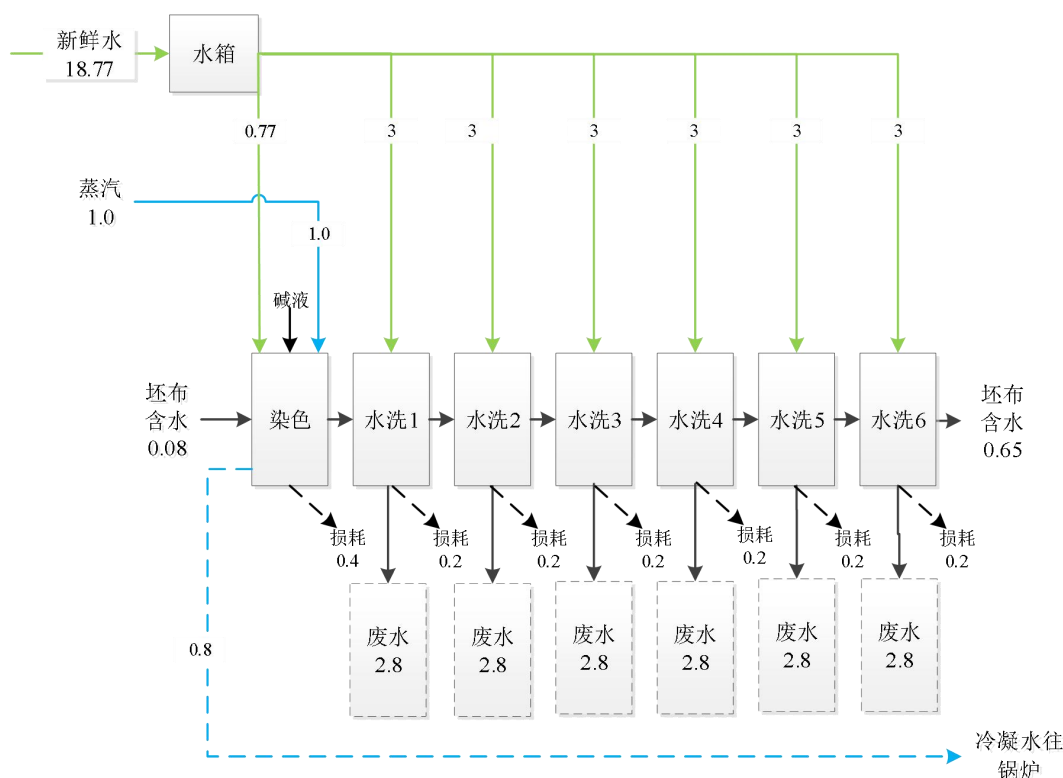 新鲜水
18.77
水箱
0.77
3
3
3
3
3
3
蒸汽
1.0
1.0
碱液
坯布
含水
0.08
染色
水洗1
水洗2
水洗3
水洗4
水洗5
水洗6
坯布
含水
0.65
损耗
0.4
损耗
0.2
损耗
0.2
损耗
0.2
损耗
0.2
损耗
0.2
损耗
0.2
废水
2.8
废水
2.8
废水
2.8
废水
2.8
废水
2.8
废水
2.8
0.8
冷凝水往
锅炉